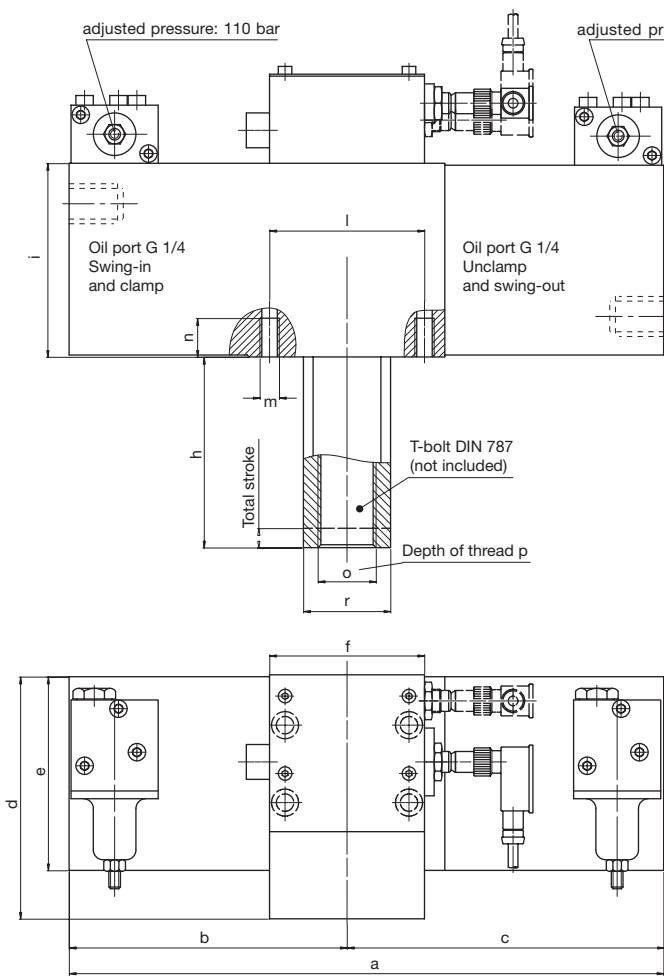 adjusted pressure: 110 bar
adjusted pr
l
i
Oil port G 1/4
Swing-in
and clamp
Oil port G 1/4
Unclamp
and swing-out
n
m
h
Total stroke
T-bolt DIN 787
(not included)
Depth of thread p
o
r
f
e
d
b
c
a